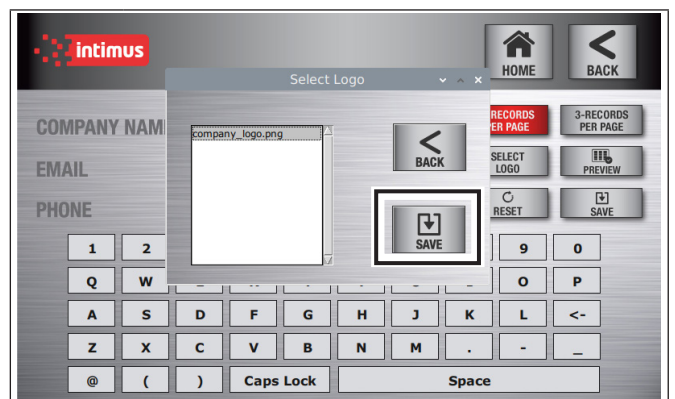 intimus
Select Logo
HOME
BACK
COMPANY NAM
RECORDS
PER PAGE
3-RECORDS
PER PAGE
company_logo.png
BACK
EMAIL
SELECT
LOGO
PREVIEW
PHONE
SAVE
RESET
SAVE
1 2 9 0
Q W O P
A S D F G H J K L <-
Z X C V B N M . - _
@ ( ) Caps Lock Space